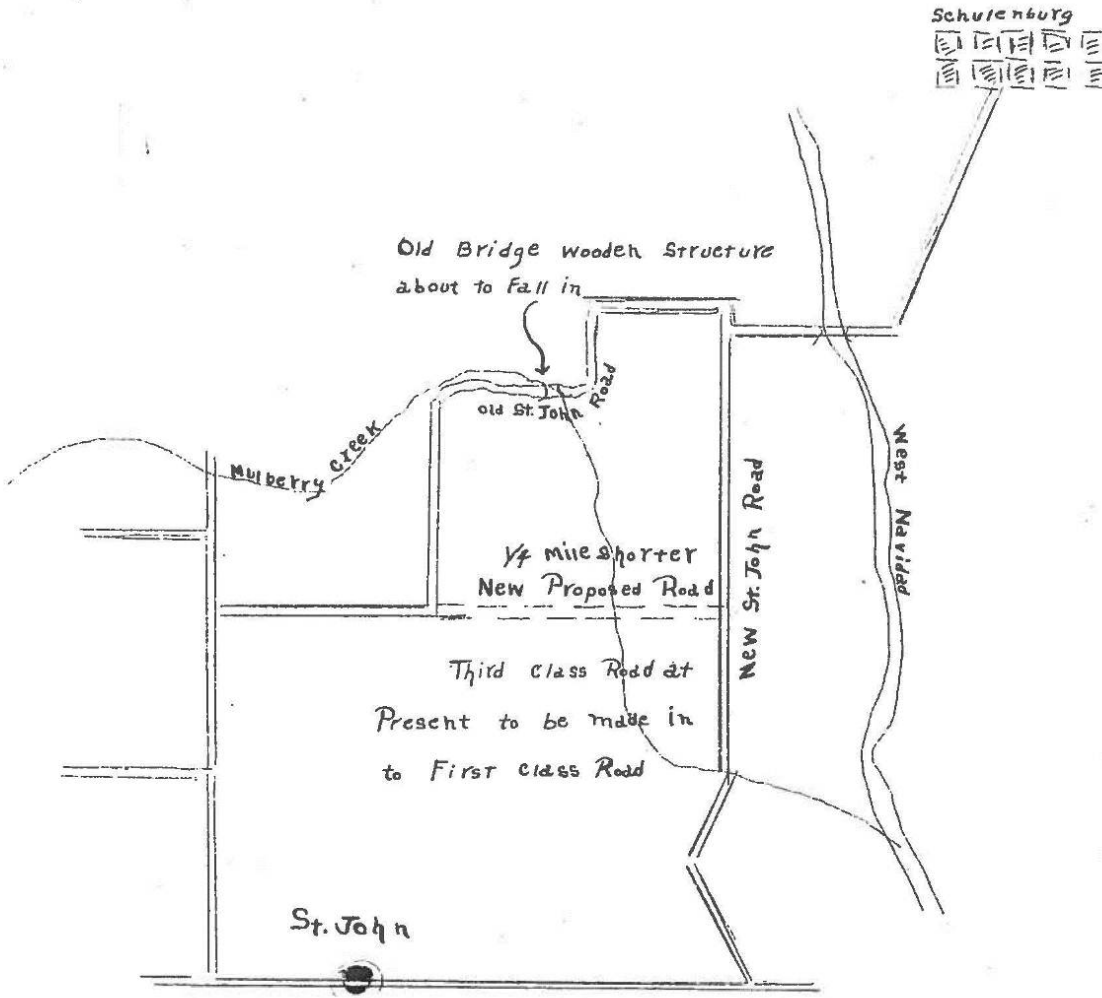 Schulenburg
Old Bridge wooden Structure
about to Fall in
Old St. John Road
Mulberry Creek
West Navidad
New St. John Road
1/4 mile shorter
New Proposed Road
Third class Road at
Present to be made in
to First class Road
St. John